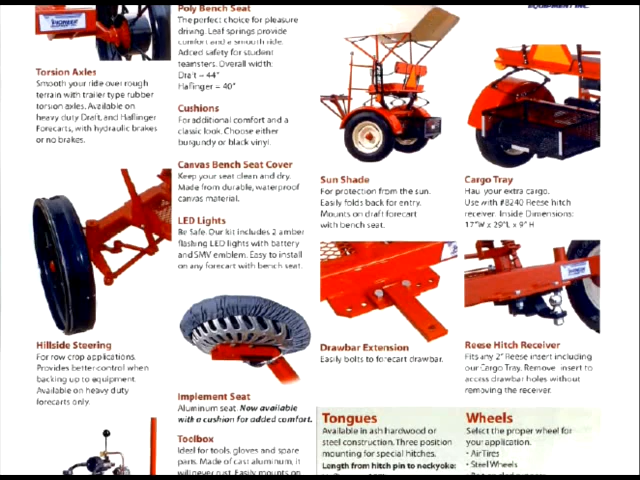 EQUIPMENT INC.
PIONEER
Torsion Axles
Smooth your ride over rough
terrain with trailer type rubber
torsion axles. Available on
heavy duty Draft, and Haflinger
Forecarts, with hydraulic brakes
or no brakes.
Hillside Steering
For row crop applications.
Provides better control when
backing up to equipment.
Available on heavy duty
forecarts only.
Poly Bench Seat
The perfect choice for pleasure
driving. Leaf springs provide
comfort and a smooth ride.
Added safety for student
teamsters. Overall width:
Draft = 44"
Haflinger = 40"
Cushions
For additional comfort and a
classic look. Choose either
burgundy or black vinyl.
Canvas Bench Seat Cover
Keep your seat clean and dry.
Made from durable, waterproof
canvas material.
LED Lights
Be Safe. Our kit includes 2 amber
flashing LED lights with battery
and SMV emblem. Easy to install
on any forecart with bench seat.
Implement Seat
Aluminum seat. Now available
with a cushion for added comfort.
Toolbox
Ideal for tools, gloves and spare
parts. Made of cast aluminum, it
will never rust. Easily mounts on
Sun Shade
For protection from the sun.
Easily folds back for entry.
Mounts on draft forecart
with bench seat.
Cargo Tray
Haul your extra cargo.
Use with #8240 Reese hitch
receiver. Inside Dimensions:
17"W x 29"L x 9" H
Drawbar Extension
Easily bolts to forecart drawbar.
Reese Hitch Receiver
Fits any 2" Reese insert including
our Cargo Tray. Remove insert to
access drawbar holes without
removing the receiver.
Tongues
Available in ash hardwood or
steel construction. Three position
mounting for special hitches.
Length from hitch pin to neckyoke:
Wheels
Select the proper wheel for
your application.
• Air Tires
• Steel Wheels